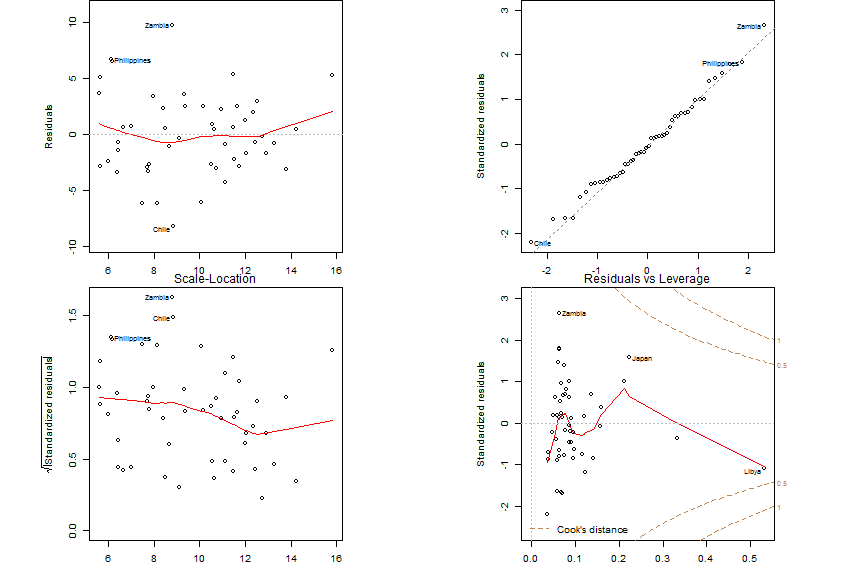 Residuals
10
5
0
-5
-10
Zambia
Philippines
Chile
6 8 10 12 14 16
Standardized residuals
3
2
1
0
-1
-2
Zambia
Philippines
Chile
-2 -1 0 1 2
Scale-Location
√|Standardized residuals|
1.5
1.0
0.5
0.0
Zambia
Chile
Philippines
6 8 10 12 14 16
Residuals vs Leverage
Standardized residuals
3
2
1
0
-1
-2
Zambia
Japan
Libya
1
0.5
0.5
1
Cook's distance
0.0 0.1 0.2 0.3 0.4 0.5